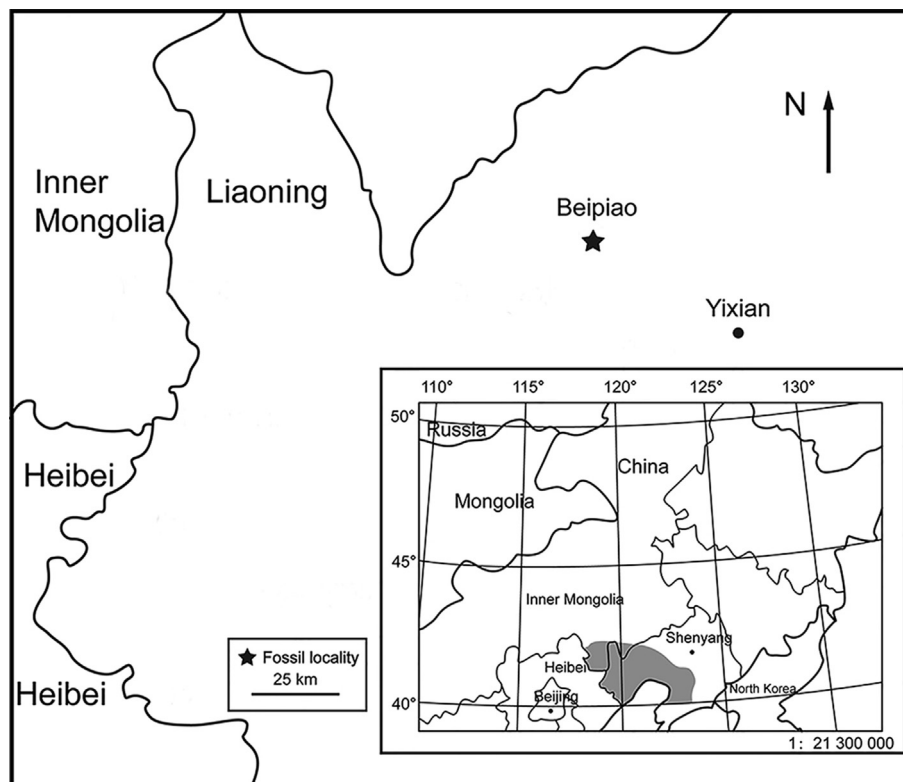 N
Inner
Mongolia
Liaoning
Beipiao
Yixian
Heibei
Heibei
Fossil locality
25 km
110° 115° 120° 125° 130°
50°
Russia
China
Mongolia
45°
Inner Mongolia
Shenyang
Heibei
North Korea
Beijing
40°
1: 21 300 000